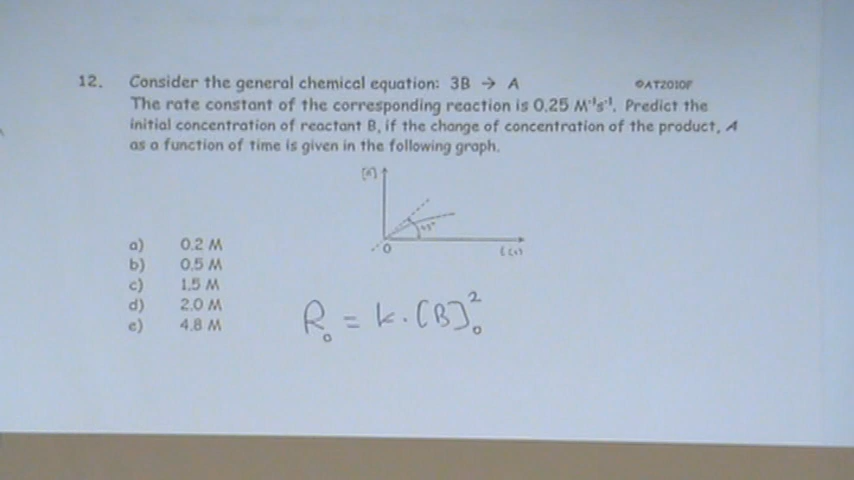 12. Consider the general chemical equation: 3B → A ©AT2010F
The rate constant of the corresponding reaction is 0.25 M⁻¹s⁻¹. Predict the
initial concentration of reactant B, if the change of concentration of the product, A
as a function of time is given in the following graph.
[A]
0
t (s)
a) 0.2 M
b) 0.5 M
c) 1.5 M
d) 2.0 M
e) 4.8 M
R₀ = k.[B]₀²